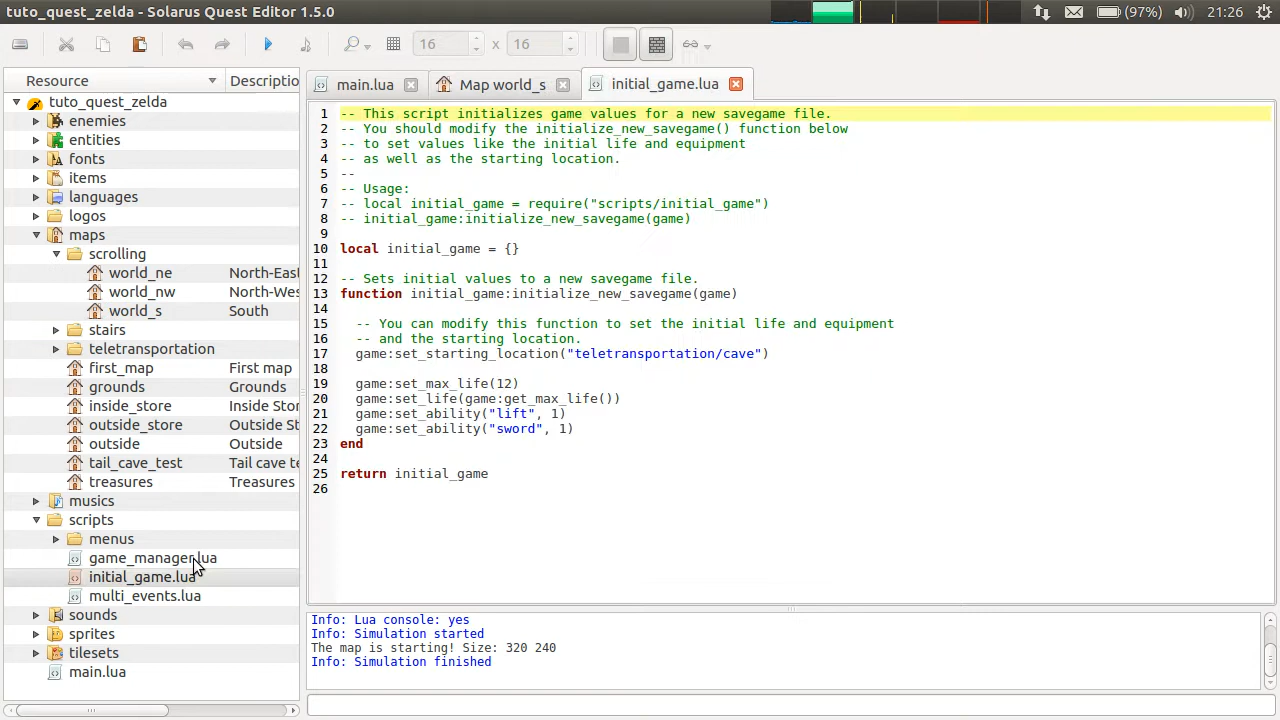 tuto_quest_zelda - Solarus Quest Editor 1.5.0
(97%)
21:26
16 x 16
Resource
Descriptio
main.lua
Map world_s
initial_game.lua
tuto_quest_zelda
enemies
entities
fonts
items
languages
logos
maps
scrolling
world_ne North-East
world_nw North-Wes
world_s South
stairs
teletransportation
first_map First map
grounds Grounds
inside_store Inside Stor
outside_store Outside St
outside Outside
tail_cave_test Tail cave te
treasures Treasures
musics
scripts
menus
game_manager.lua
initial_game.lua
multi_events.lua
sounds
sprites
tilesets
main.lua
1 -- This script initializes game values for a new savegame file.
2 -- You should modify the initialize_new_savegame() function below
3 -- to set values like the initial life and equipment
4 -- as well as the starting location.
5 --
6 -- Usage:
7 -- local initial_game = require("scripts/initial_game")
8 -- initial_game:initialize_new_savegame(game)
9
10 local initial_game = {}
11
12 -- Sets initial values to a new savegame file.
13 function initial_game:initialize_new_savegame(game)
14
15 -- You can modify this function to set the initial life and equipment
16 -- and the starting location.
17 game:set_starting_location("teletransportation/cave")
18
19 game:set_max_life(12)
20 game:set_life(game:get_max_life())
21 game:set_ability("lift", 1)
22 game:set_ability("sword", 1)
23 end
24
25 return initial_game
26
Info: Lua console: yes
Info: Simulation started
The map is starting! Size: 320 240
Info: Simulation finished